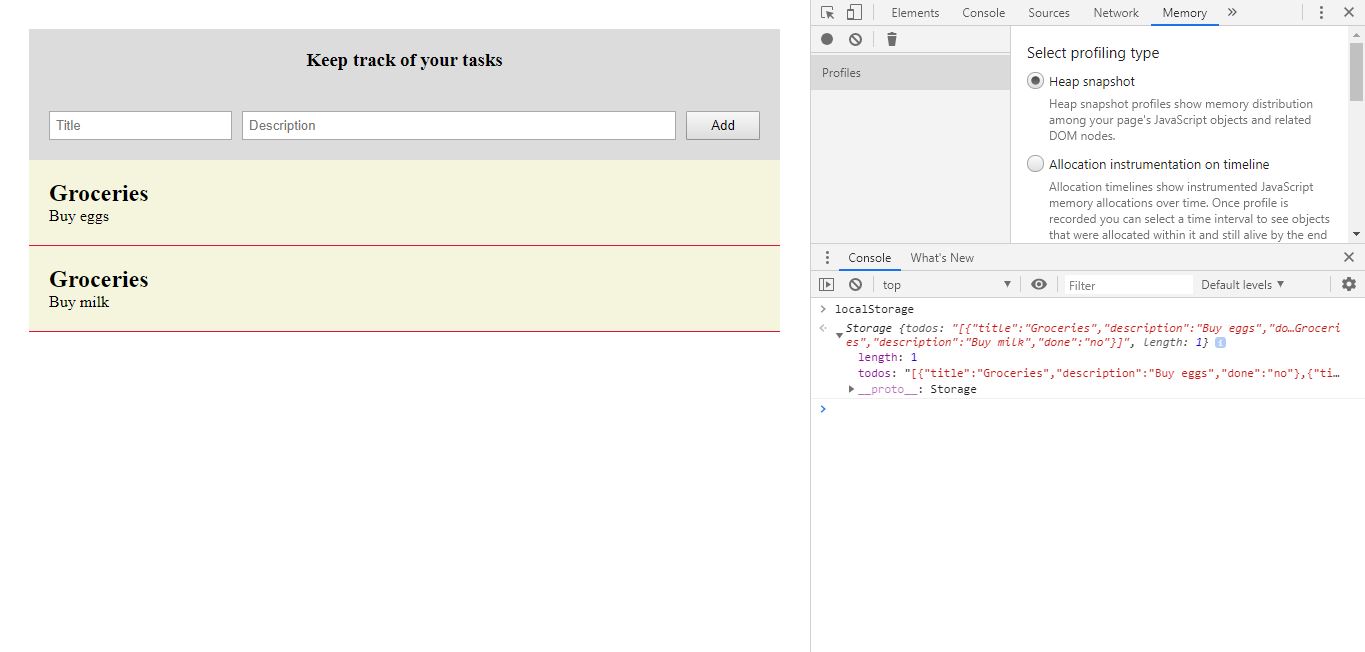 Keep track of your tasks
Title Description Add
Groceries
Buy eggs
Groceries
Buy milk
Elements Console Sources Network Memory »
Profiles
Select profiling type
Heap snapshot
Heap snapshot profiles show memory distribution
among your page's JavaScript objects and related
DOM nodes.
Allocation instrumentation on timeline
Allocation timelines show instrumented JavaScript
memory allocations over time. Once profile is
recorded you can select a time interval to see objects
that were allocated within it and still alive by the end
Console What's New
top Filter Default levels
localStorage
Storage {todos: "[{"title":"Groceries","description":"Buy eggs","do…Groceri
es","description":"Buy milk","done":"no"}]", length: 1}
length: 1
todos: "[{"title":"Groceries","description":"Buy eggs","done":"no"},{"ti…
__proto__: Storage